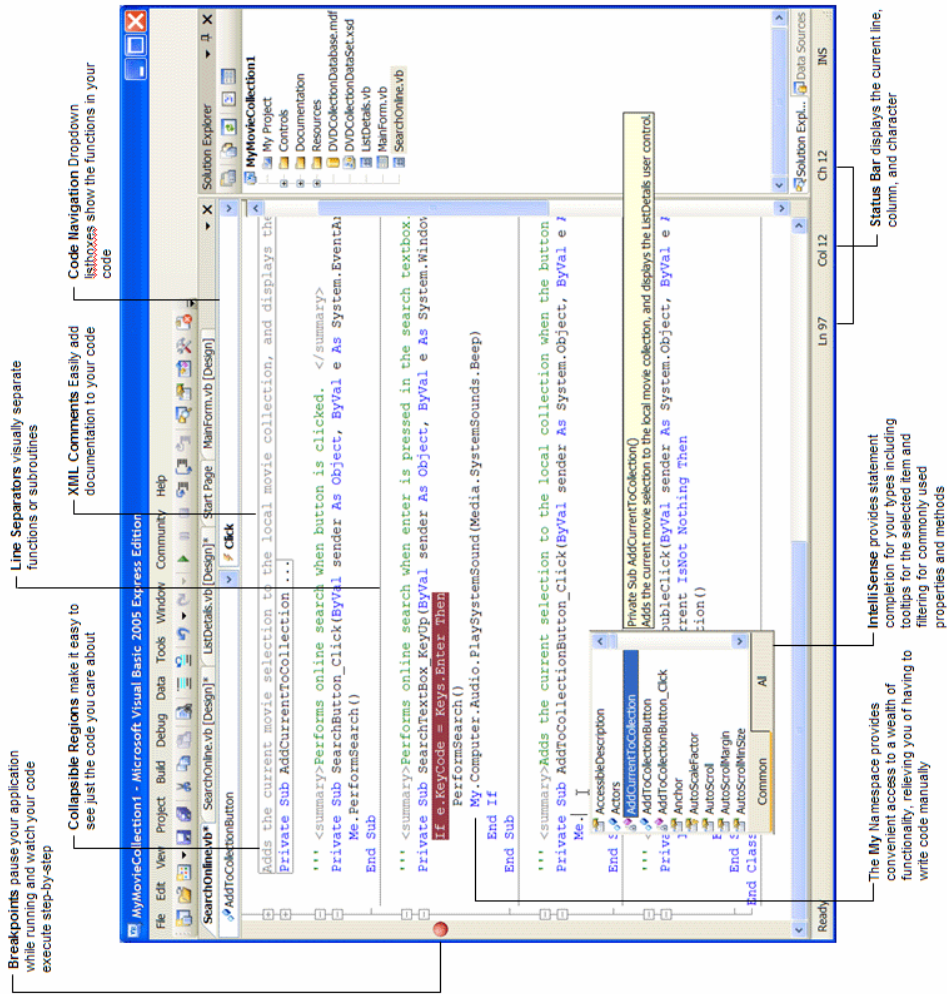 Breakpoints pause your application
while running and watch your code
execute step-by-step
Collapsible Regions make it easy to
see just the code you care about
Line Separators visually separate
functions or subroutines
XML Comments Easily add
documentation to your code
Code Navigation Dropdown
listboxes show the functions in your
code
MyMovieCollection1 - Microsoft Visual Basic 2005 Express Edition
File Edit View Project Build Debug Data Tools Window Community Help
SearchOnline.vb* SearchOnline.vb [Design]* ListDetails.vb [Design]* Start Page MainForm.vb [Design]
AddToCollectionButton Click
Adds the current movie selection to the local movie collection, and displays the
Private Sub AddCurrentToCollection ...
''' <summary>Performs online search when button is clicked. </summary>
Private Sub SearchButton_Click(ByVal sender As Object, ByVal e As System.EventAr
Me.PerformSearch()
End Sub
''' <summary>Performs online search when enter is pressed in the search textbox.
Private Sub SearchTextBox_KeyUp(ByVal sender As Object, ByVal e As System.Window
If e.KeyCode = Keys.Enter Then
PerformSearch()
My.Computer.Audio.PlaySystemSound(Media.SystemSounds.Beep)
End If
End Sub
''' <summary>Adds the current selection to the local collection when the button
Private Sub AddToCollectionButton_Click(ByVal sender As System.Object, ByVal e A
Me.
End S
''' <
Priva oubleClick(ByVal sender As System.Object, ByVal e A
rrent IsNot Nothing Then
tion()
End S
End Class
AccessibleDescription
Actors
AddCurrentToCollection
AddToCollectionButton
AddToCollectionButton_Click
Anchor
AutoScaleFactor
AutoScroll
AutoScrollMargin
AutoScrollMinSize
Common All
Private Sub AddCurrentToCollection()
Adds the current movie selection to the local movie collection, and displays the ListDetails user control.
Solution Explorer
MyMovieCollection1
My Project
Controls
Documentation
Resources
DVDCollectionDatabase.mdf
DVDCollectionDataSet.xsd
ListDetails.vb
MainForm.vb
SearchOnline.vb
Solution Expl... Data Sources
Ready Ln 97 Col 12 Ch 12 INS
The My Namespace provides
convenient access to a wealth of
functionality, relieving you of having to
write code manually
IntelliSense provides statement
completion for your types including
tooltips for the selected item and
filtering for commonly used
properties and methods
Status Bar displays the current line,
column, and character